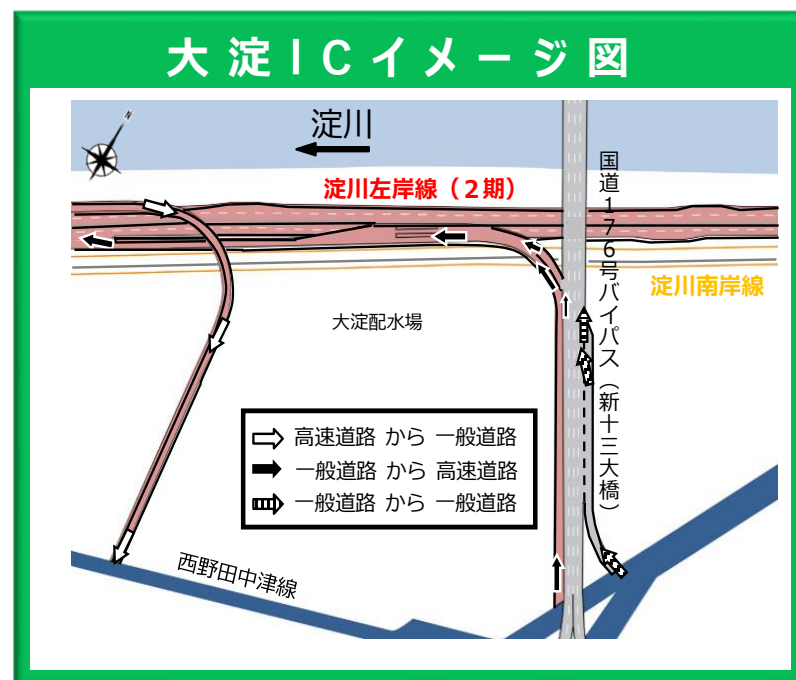 大淀ICイメージ図
N
淀川
淀川左岸線(2期)
国道176号バイパス(新十三大橋)
淀川南岸線
大淀配水場
高速道路 から 一般道路
一般道路 から 高速道路
一般道路 から 一般道路
西野田中津線